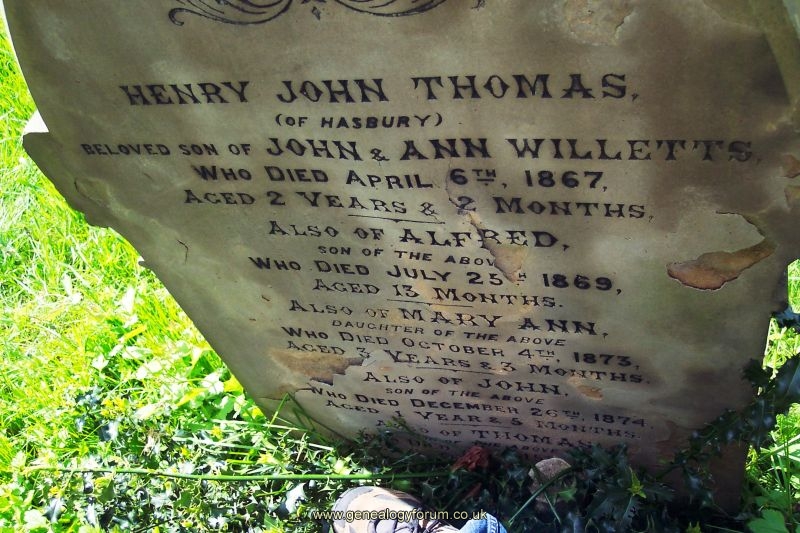 HENRY JOHN THOMAS,
(OF HASBURY)
BELOVED SON OF JOHN & ANN WILLETTS,
WHO DIED APRIL 6TH, 1867,
AGED 2 YEARS & 2 MONTHS,
ALSO OF ALFRED,
SON OF THE ABOV
WHO DIED JULY 25TH 1869,
AGED 13 MONTHS.
ALSO OF MARY ANN,
DAUGHTER OF THE ABOVE
WHO DIED OCTOBER 4TH, 1873,
AGED 3 YEARS & 3 MONTHS.
ALSO OF JOHN,
SON OF THE ABOVE
WHO DIED DECEMBER 26TH, 1874
AGED 1 YEAR & 5 MONTHS.
OF THOMAS,
www.genealogyforum.co.uk